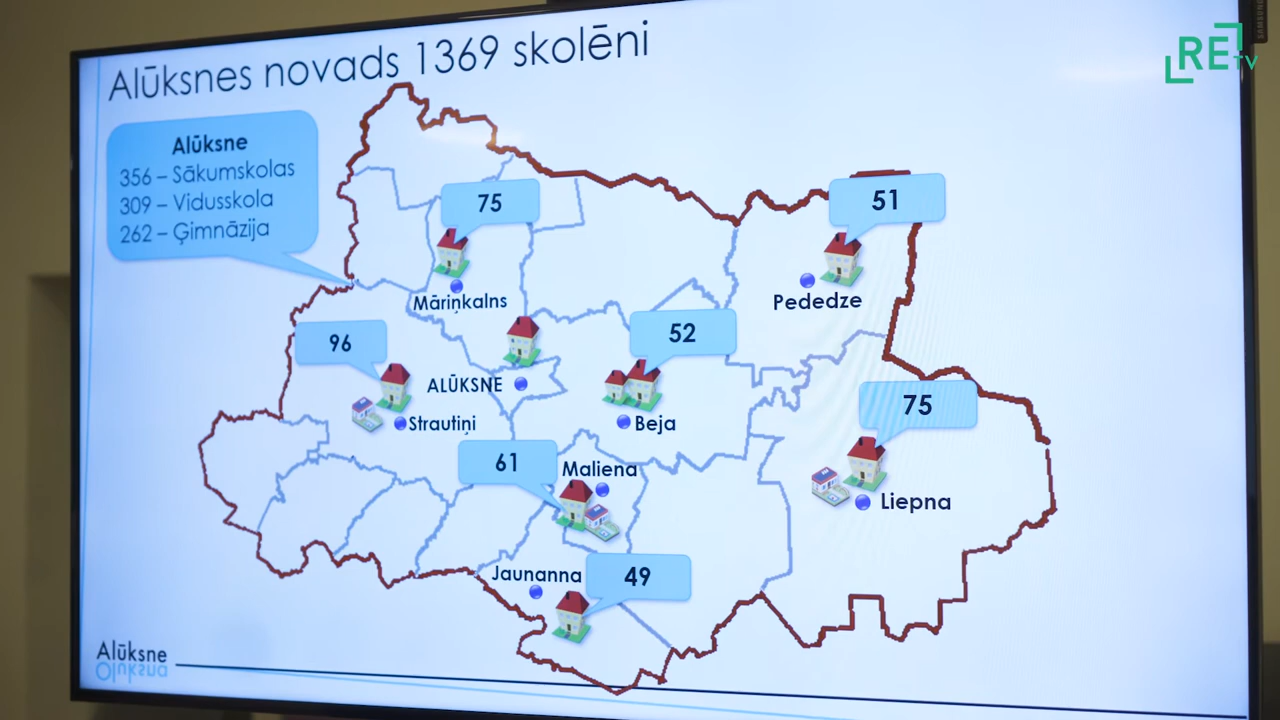 Alūksnes novads 1369 skolēni
RE TV
SAMSUNG
Alūksne
356 – Sākumskolas
309 – Vidusskola
262 – Ģimnāzija
75
51
Māriņkalns
Pededze
96
52
ALŪKSNE
Strautiņi
Beja
75
61
Maliena
Liepna
Jaunanna
49
Alūksne